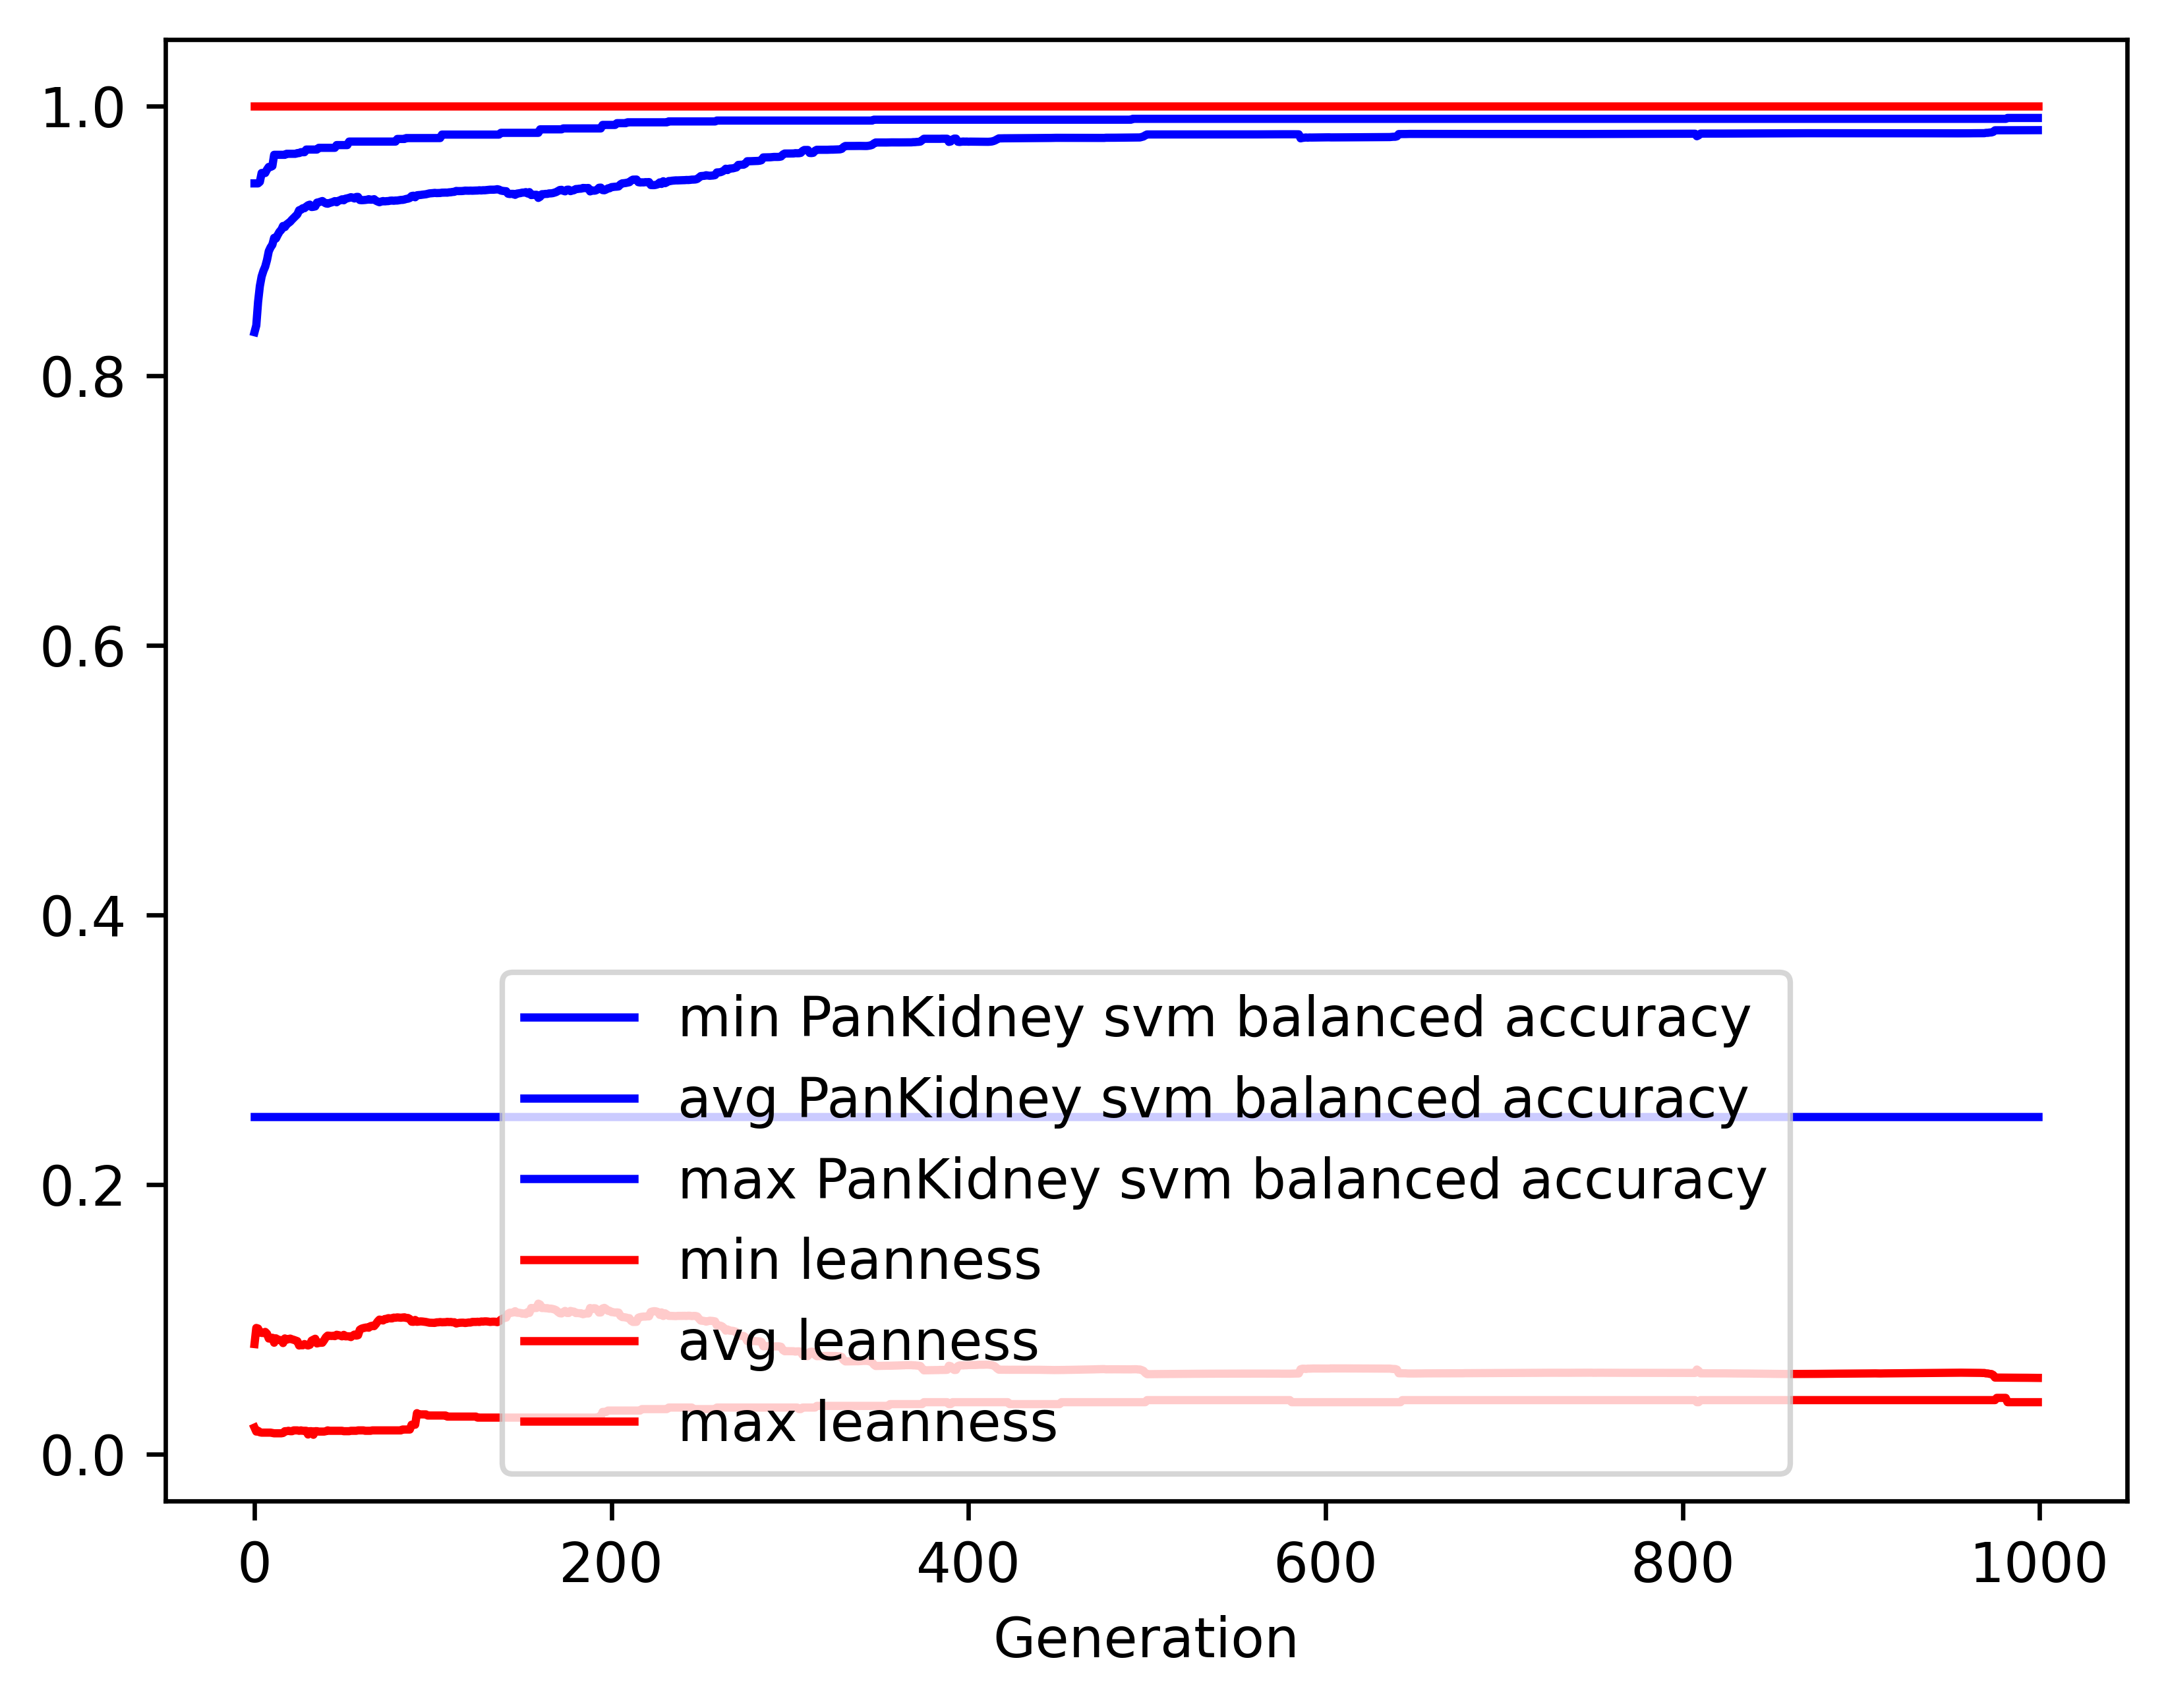 1.0
0.8
0.6
0.4
0.2
0.0
min PanKidney svm balanced accuracy
avg PanKidney svm balanced accuracy
max PanKidney svm balanced accuracy
min leanness
avg leanness
max leanness
0 200 400 600 800 1000
Generation